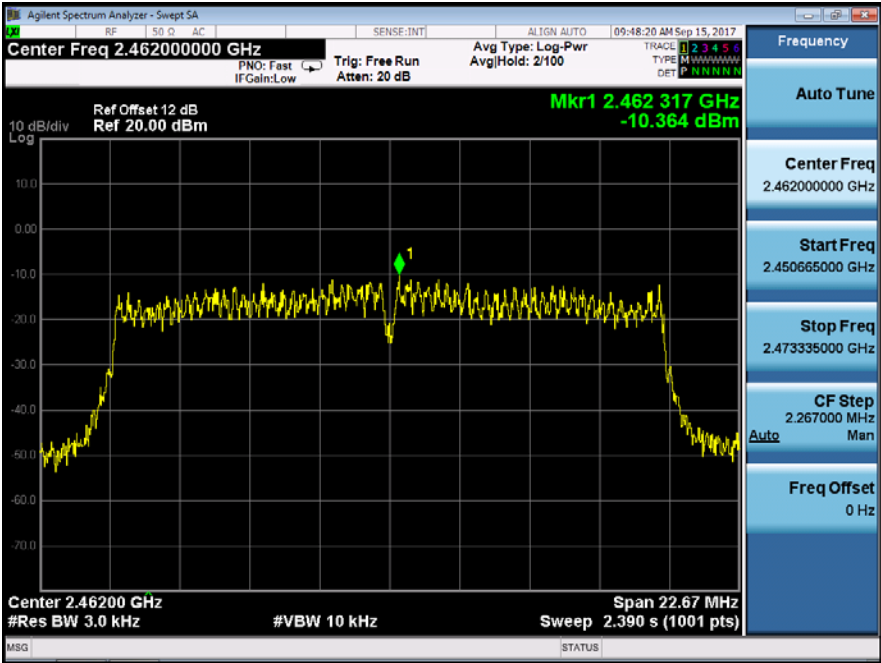 Agilent Spectrum Analyzer - Swept SA
RF 50 Ω AC SENSE:INT ALIGN AUTO 09:48:20 AM Sep 15, 2017
Center Freq 2.462000000 GHz
PNO: Fast
IFGain:Low
Trig: Free Run
Atten: 20 dB
Avg Type: Log-Pwr
Avg|Hold: 2/100
TRACE 1 2 3 4 5 6
TYPE M W W W W W
DET P N N N N N
Mkr1 2.462 317 GHz
-10.364 dBm
Ref Offset 12 dB
10 dB/div Ref 20.00 dBm
Log
10.0
0.00
-10.0
-20.0
-30.0
-40.0
-50.0
-60.0
-70.0
1
Center 2.46200 GHz Span 22.67 MHz
#Res BW 3.0 kHz #VBW 10 kHz Sweep 2.390 s (1001 pts)
MSG STATUS
Frequency
Auto Tune
Center Freq
2.462000000 GHz
Start Freq
2.450665000 GHz
Stop Freq
2.473335000 GHz
CF Step
2.267000 MHz
Auto Man
Freq Offset
0 Hz